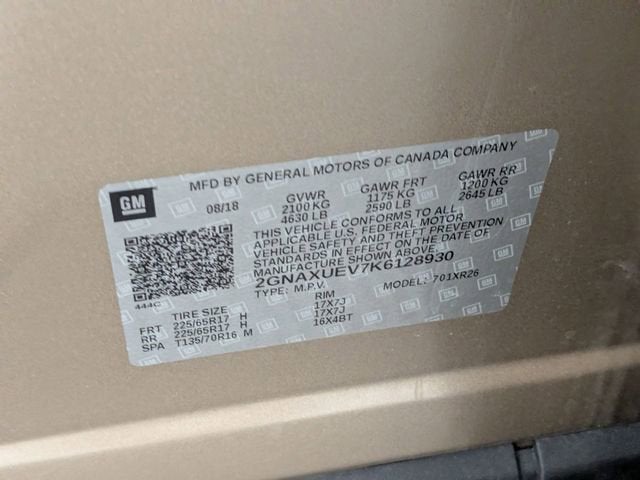 MFD BY GENERAL MOTORS OF CANADA COMPANY
GM
08/18 GVWR GAWR FRT GAWR RR
2100 KG 1175 KG 1200 KG
4630 LB 2590 LB 2645 LB
THIS VEHICLE CONFORMS TO ALL
APPLICABLE U.S. FEDERAL MOTOR
VEHICLE SAFETY AND THEFT PREVENTION
STANDARDS IN EFFECT ON THE DATE OF
MANUFACTURE SHOWN ABOVE.
2GNAXUEV7K6128930
TYPE: M.P.V. MODEL: 701XR26
444C
TIRE SIZE RIM
FRT 225/65R17 H 17X7J
RR 225/65R17 H 17X7J
SPA T135/70R16 M 16X4BT